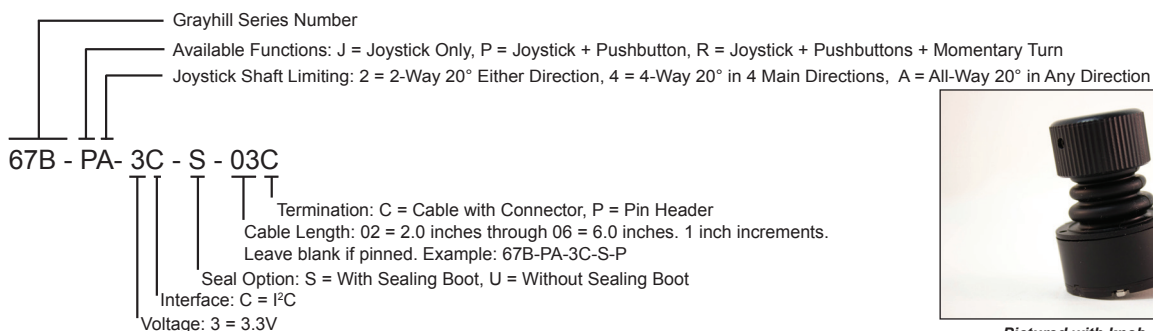 Grayhill Series Number
Available Functions: J = Joystick Only, P = Joystick + Pushbutton, R = Joystick + Pushbuttons + Momentary Turn
Joystick Shaft Limiting: 2 = 2-Way 20° Either Direction, 4 = 4-Way 20° in 4 Main Directions, A = All-Way 20° in Any Direction
67B - PA- 3C - S - 03C
Termination: C = Cable with Connector, P = Pin Header
Cable Length: 02 = 2.0 inches through 06 = 6.0 inches. 1 inch increments.
Leave blank if pinned. Example: 67B-PA-3C-S-P
Seal Option: S = With Sealing Boot, U = Without Sealing Boot
Interface: C = I²C
Voltage: 3 = 3.3V